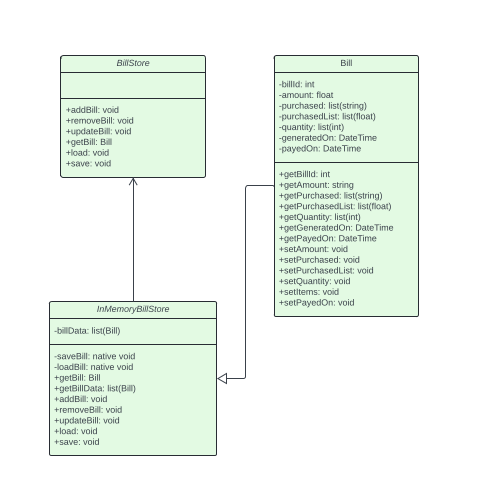 BillStore
+addBill: void
+removeBill: void
+updateBill: void
+getBill: Bill
+load: void
+save: void
Bill
-billId: int
-amount: float
-purchased: list(string)
-purchasedList: list(float)
-quantity: list(int)
-generatedOn: DateTime
-payedOn: DateTime
+getBillId: int
+getAmount: string
+getPurchased: list(string)
+getPurchasedList: list(float)
+getQuantity: list(int)
+getGeneratedOn: DateTime
+getPayedOn: DateTime
+setAmount: void
+setPurchased: void
+setPurchasedList: void
+setQuantity: void
+setItems: void
+setPayedOn: void
InMemoryBillStore
-billData: list(Bill)
-saveBill: native void
-loadBill: native void
+getBill: Bill
+getBillData: list(Bill)
+addBill: void
+removeBill: void
+updateBill: void
+load: void
+save: void